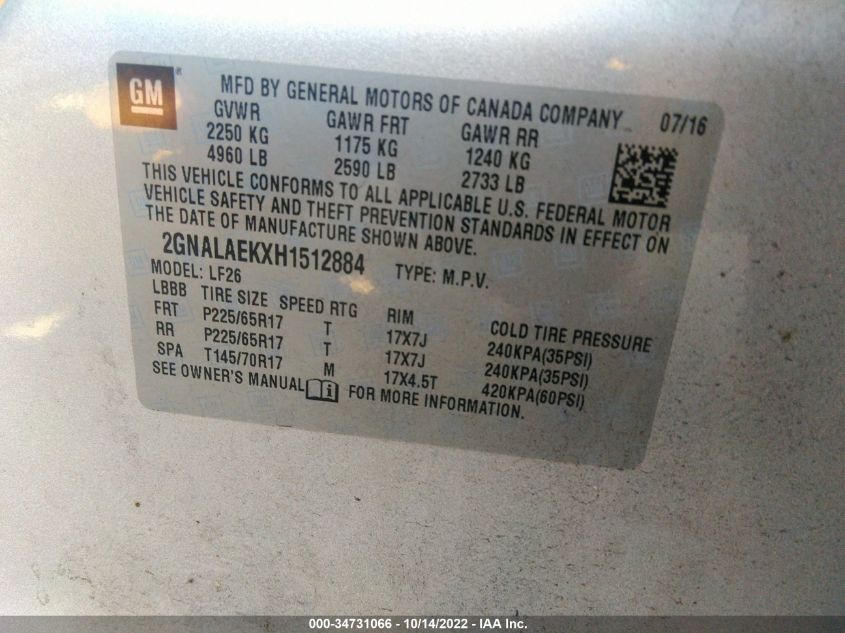 GM
MFD BY GENERAL MOTORS OF CANADA COMPANY 07/16
GVWR GAWR FRT GAWR RR
2250 KG 1175 KG 1240 KG
4960 LB 2590 LB 2733 LB
THIS VEHICLE CONFORMS TO ALL APPLICABLE U.S. FEDERAL MOTOR
VEHICLE SAFETY AND THEFT PREVENTION STANDARDS IN EFFECT ON
THE DATE OF MANUFACTURE SHOWN ABOVE.
2GNALAEKXH1512884 TYPE: M.P.V.
MODEL: LF26
LBBB TIRE SIZE SPEED RTG RIM COLD TIRE PRESSURE
FRT P225/65R17 T 17X7J 240KPA(35PSI)
RR P225/65R17 T 17X7J 240KPA(35PSI)
SPA T145/70R17 M 17X4.5T 420KPA(60PSI)
SEE OWNER'S MANUAL FOR MORE INFORMATION.
000-34731066 - 10/14/2022 - IAA Inc.